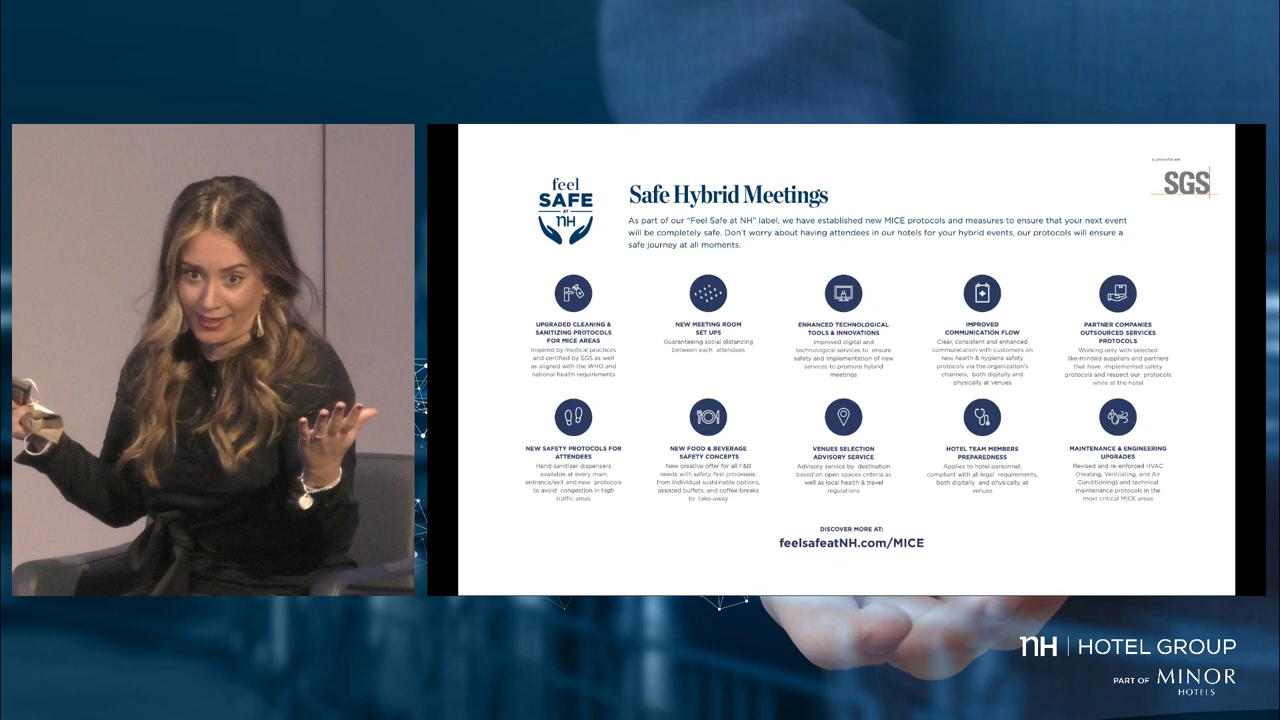 in partnership with
SGS
feel
SAFE
AT
nH
Safe Hybrid Meetings
As part of our "Feel Safe at NH" label, we have established new MICE protocols and measures to ensure that your next event
will be completely safe. Don't worry about having attendees in our hotels for your hybrid events, our protocols will ensure a
safe journey at all moments.
UPGRADED CLEANING &
SANITIZING PROTOCOLS
FOR MICE AREAS
Inspired by medical practices
and certified by SGS as well
as aligned with the WHO and
national health requirements
NEW MEETING ROOM
SET UPS
Guaranteeing social distancing
between each attendees
ENHANCED TECHNOLOGICAL
TOOLS & INNOVATIONS
Improved digital and
technological services to ensure
safety and implementation of new
services to promote hybrid
meetings
IMPROVED
COMMUNICATION FLOW
Clear, consistent and enhanced
communication with customers on
new health & hygiene safety
protocols via the organization's
channels, both digitally and
physically at venues
PARTNER COMPANIES
OUTSOURCED SERVICES
PROTOCOLS
Working only with selected
like-minded suppliers and partners
that have implemented safety
protocols and respect our protocols
while at the hotel
NEW SAFETY PROTOCOLS FOR
ATTENDEES
Hand-sanitizer dispensers
available at every main
entrance/exit and new protocols
to avoid congestion in high
traffic areas
NEW FOOD & BEVERAGE
SAFETY CONCEPTS
New creative offer for all F&B
needs with safety first processes,
from individual sustainable options,
assisted buffets, and coffee breaks
to take-away
VENUES SELECTION
ADVISORY SERVICE
Advisory service by destination
based on open spaces criteria as
well as local health & travel
regulations
HOTEL TEAM MEMBERS
PREPAREDNESS
Applies to hotel personnel,
compliant with all legal requirements,
both digitally and physically, at
venues
MAINTENANCE & ENGINEERING
UPGRADES
Revised and re-enforced HVAC
(Heating, Ventilating, and Air
Conditioning) and technical
maintenance protocols in the
most critical MICE areas
DISCOVER MORE AT:
feelsafeatNH.com/MICE
nH | HOTEL GROUP
PART OF MINOR
HOTELS